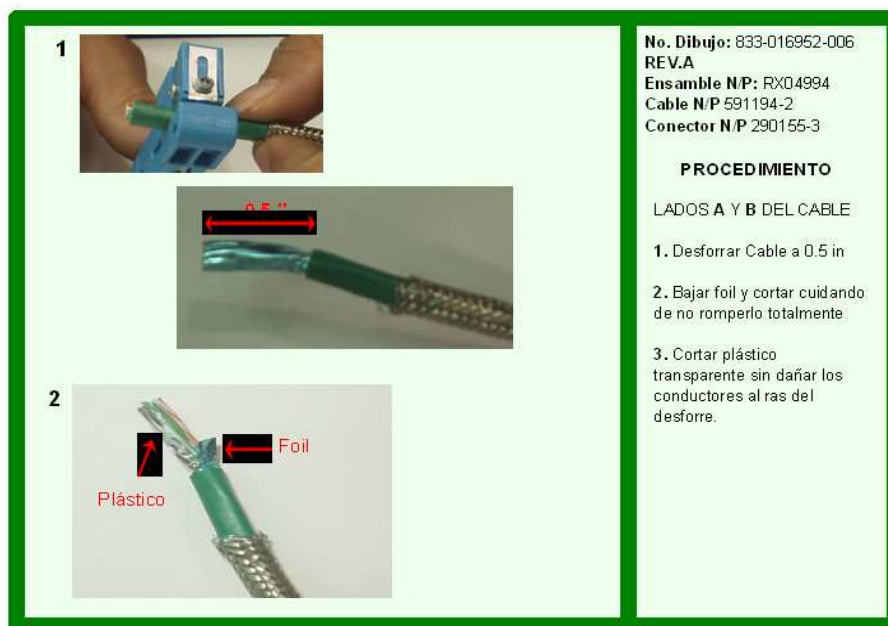 1
0.5 "
2
Foil
Plástico
No. Dibujo: 833-016952-006
REV.A
Ensamble N/P: RX04994
Cable N/P 591194-2
Conector N/P 290155-3
PROCEDIMIENTO
LADOS A Y B DEL CABLE
1. Desforrar Cable a 0.5 in
2. Bajar foil y cortar cuidando
de no romperlo totalmente
3. Cortar plástico
transparente sin dañar los
conductores al ras del
desforre.